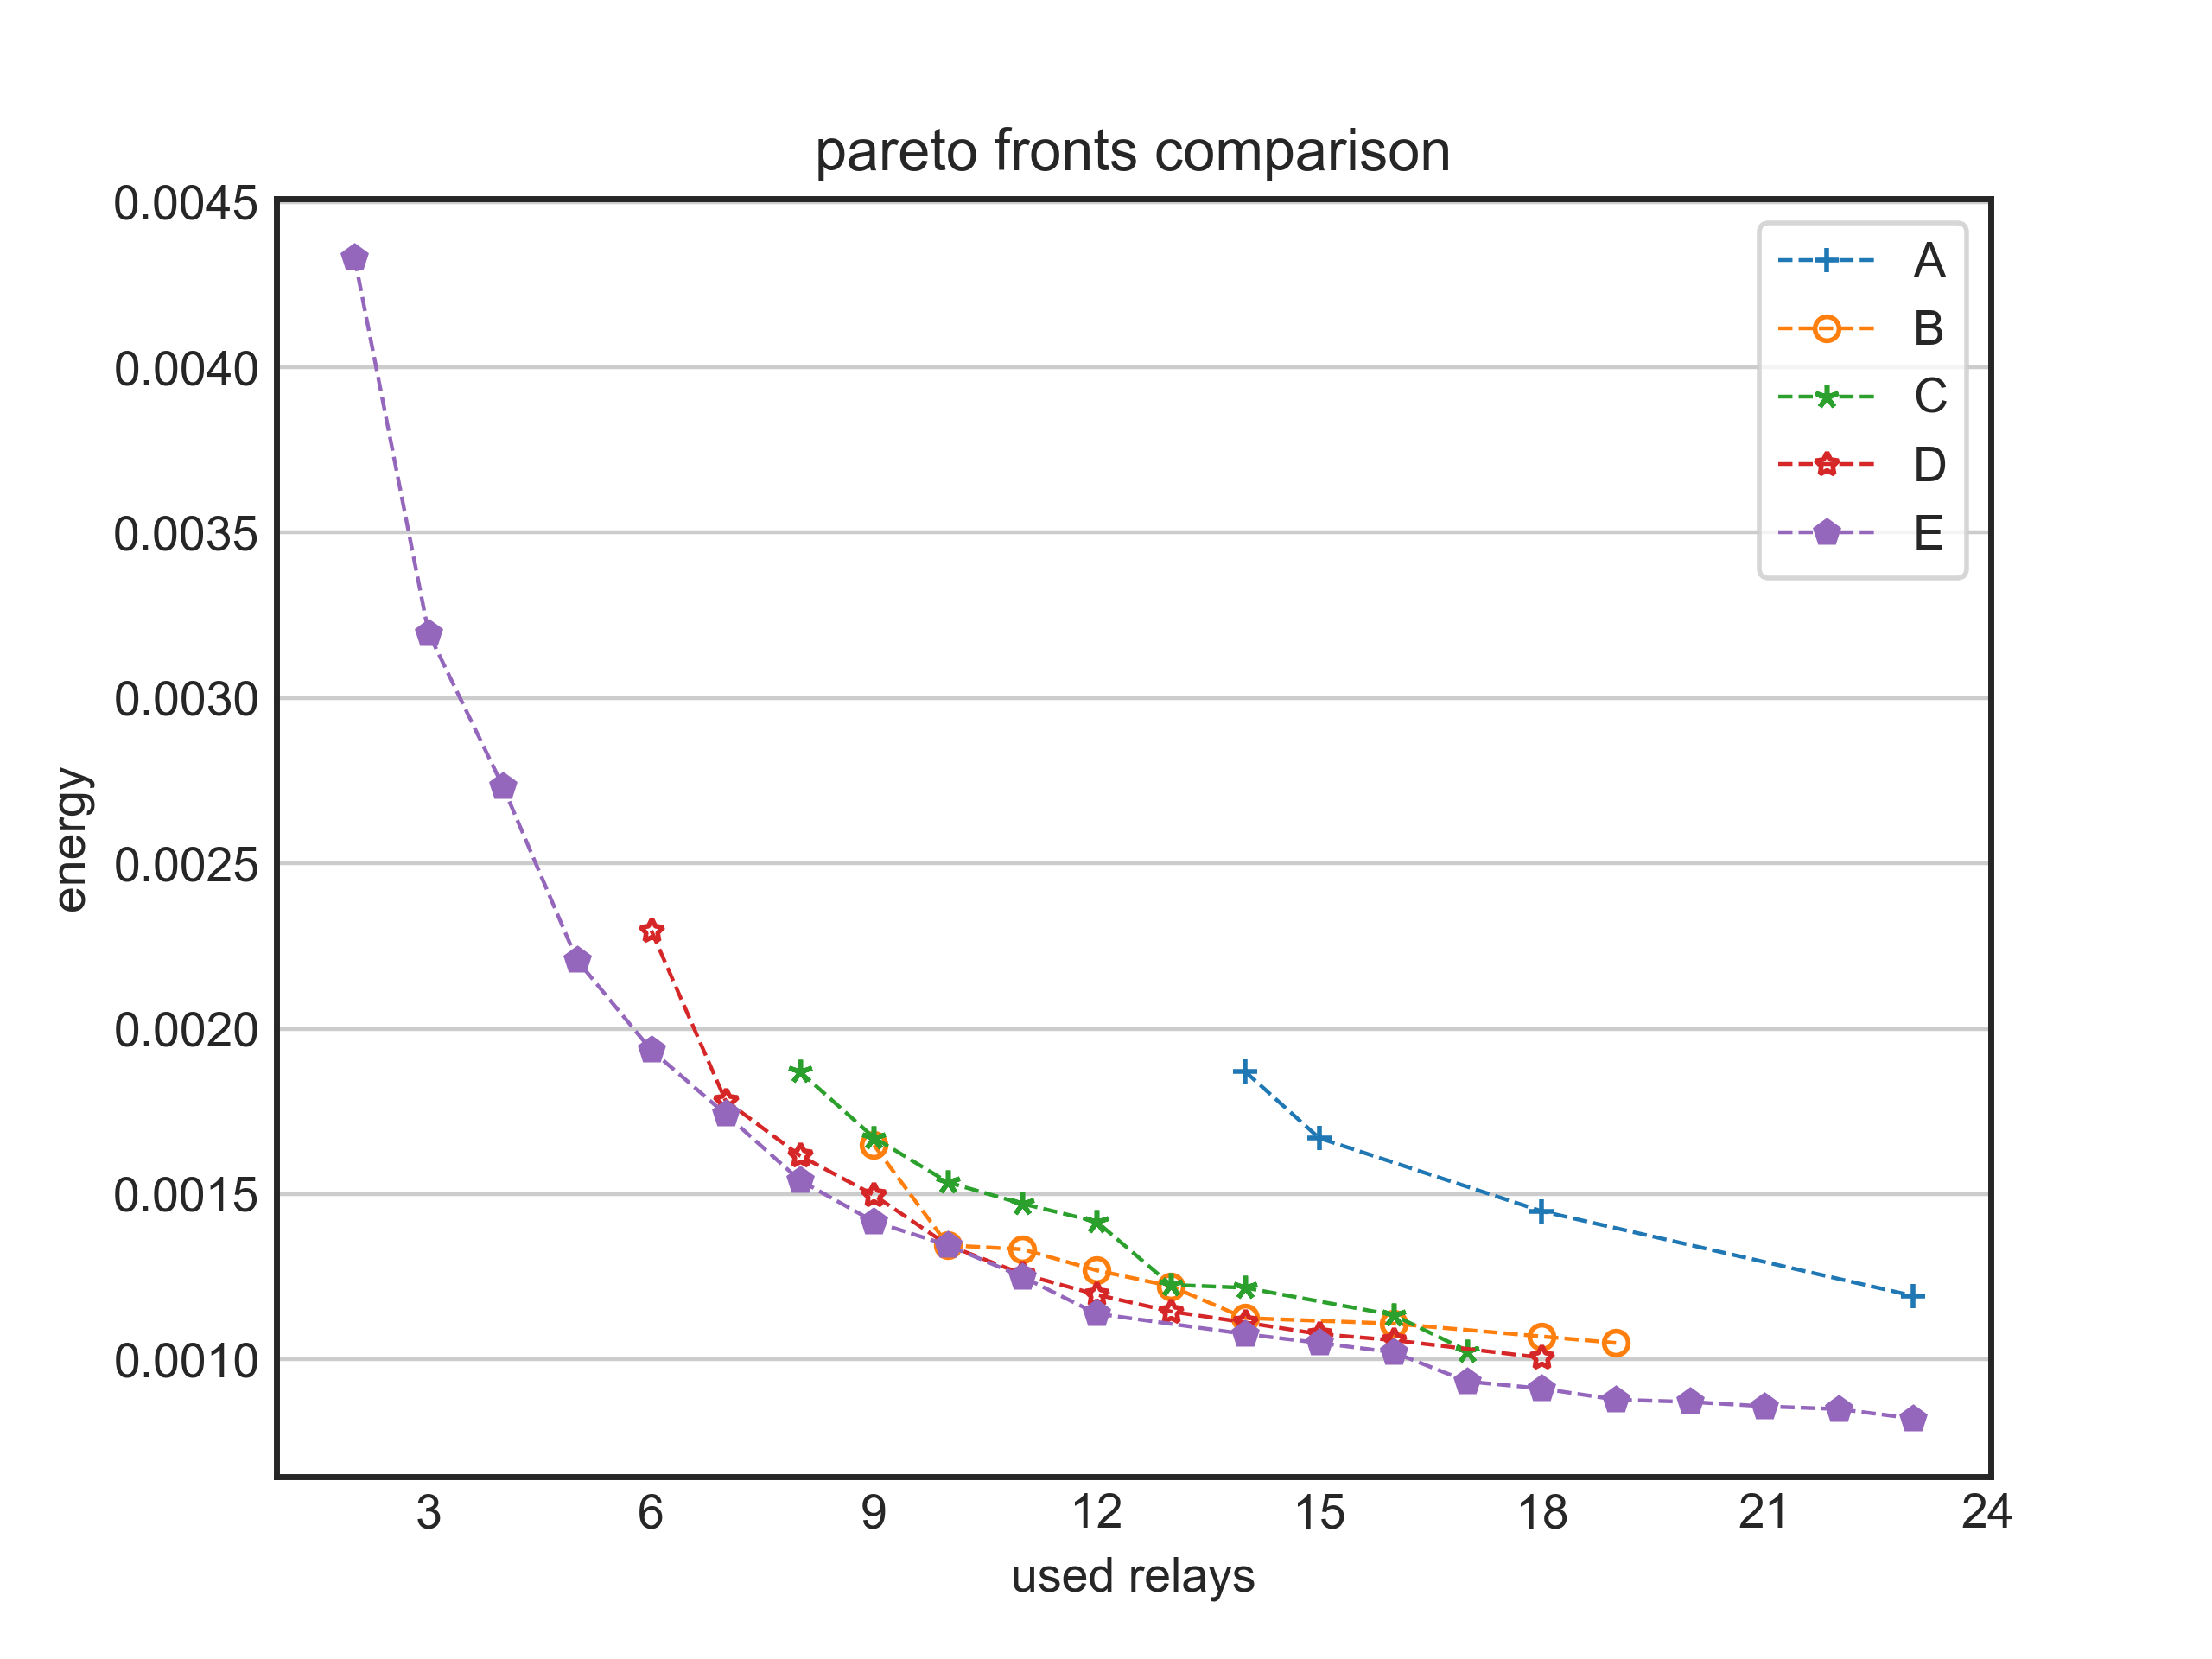 pareto fronts comparison
0.0045
0.0040
0.0035
0.0030
0.0025
0.0020
0.0015
0.0010
energy
A
B
C
D
E
3 6 9 12 15 18 21 24
used relays